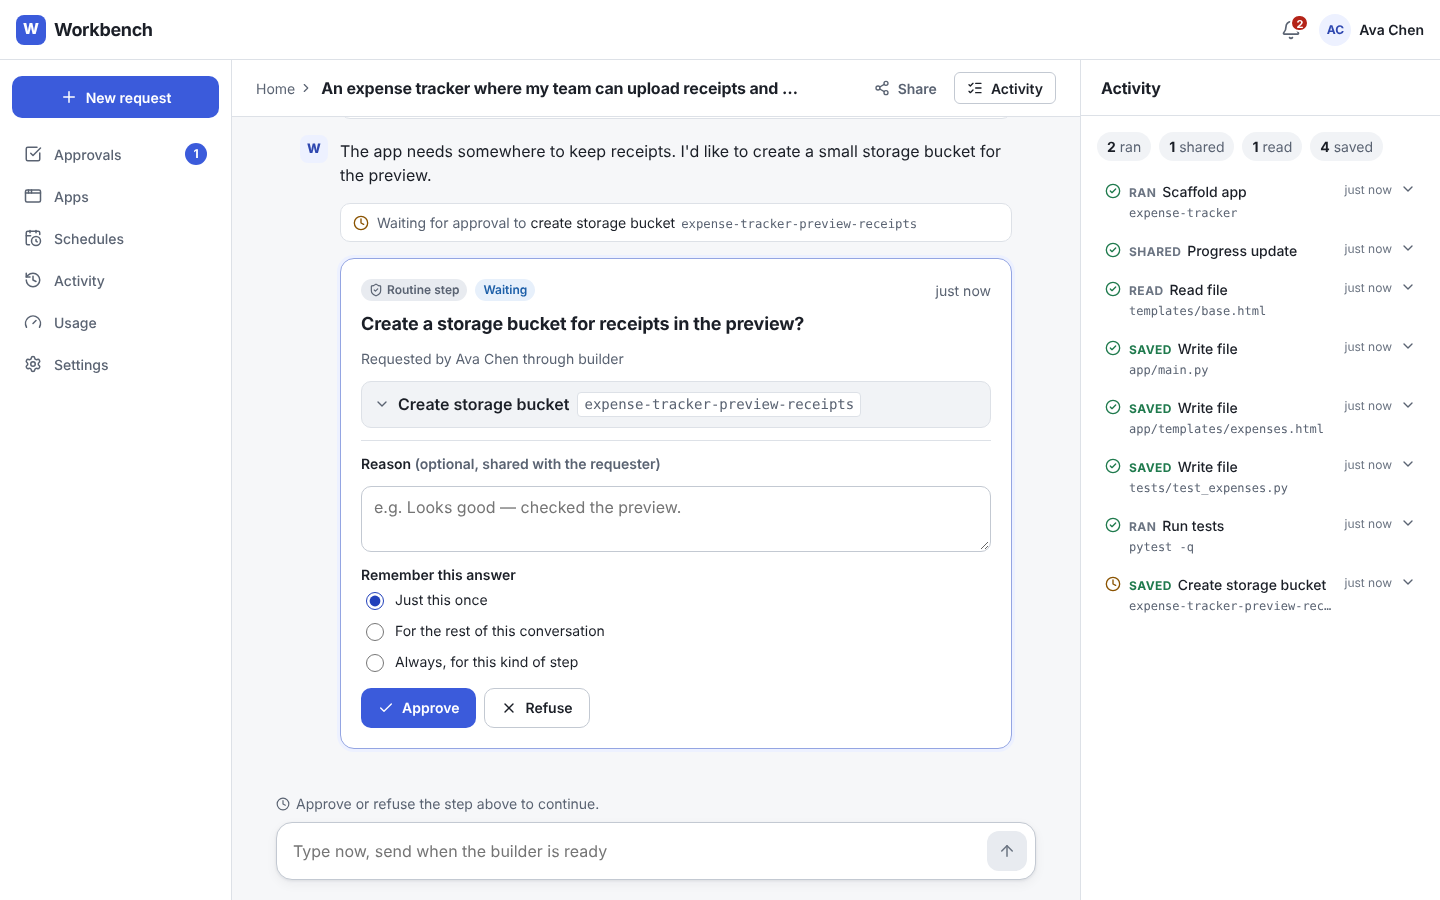 W Workbench
2
AC Ava Chen
New request
Approvals 1
Apps
Schedules
Activity
Usage
Settings
Home An expense tracker where my team can upload receipts and ...
Share
Activity
W
The app needs somewhere to keep receipts. I'd like to create a small storage bucket for
the preview.
Waiting for approval to create storage bucket expense-tracker-preview-receipts
Routine step Waiting just now
Create a storage bucket for receipts in the preview?
Requested by Ava Chen through builder
Create storage bucket expense-tracker-preview-receipts
Reason (optional, shared with the requester)
e.g. Looks good — checked the preview.
Remember this answer
Just this once
For the rest of this conversation
Always, for this kind of step
Approve
Refuse
Approve or refuse the step above to continue.
Type now, send when the builder is ready
Activity
2 ran 1 shared 1 read 4 saved
RAN Scaffold app just now
expense-tracker
SHARED Progress update just now
READ Read file just now
templates/base.html
SAVED Write file just now
app/main.py
SAVED Write file just now
app/templates/expenses.html
SAVED Write file just now
tests/test_expenses.py
RAN Run tests just now
pytest -q
SAVED Create storage bucket just now
expense-tracker-preview-rec…